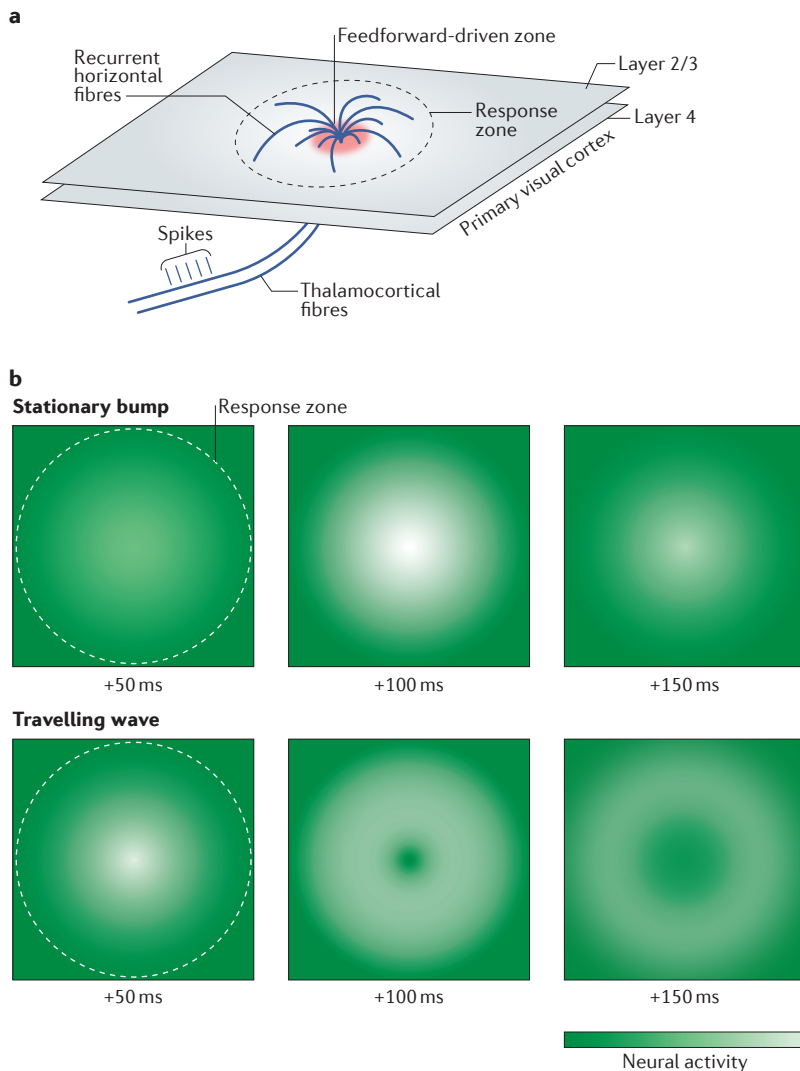 a
Feedforward-driven zone
Recurrent
horizontal
fibres
Layer 2/3
Response
zone
Layer 4
Primary visual cortex
Spikes
Thalamocortical
fibres
b
Stationary bump
Response zone
+50 ms
+100 ms
+150 ms
Travelling wave
+50 ms
+100 ms
+150 ms
Neural activity